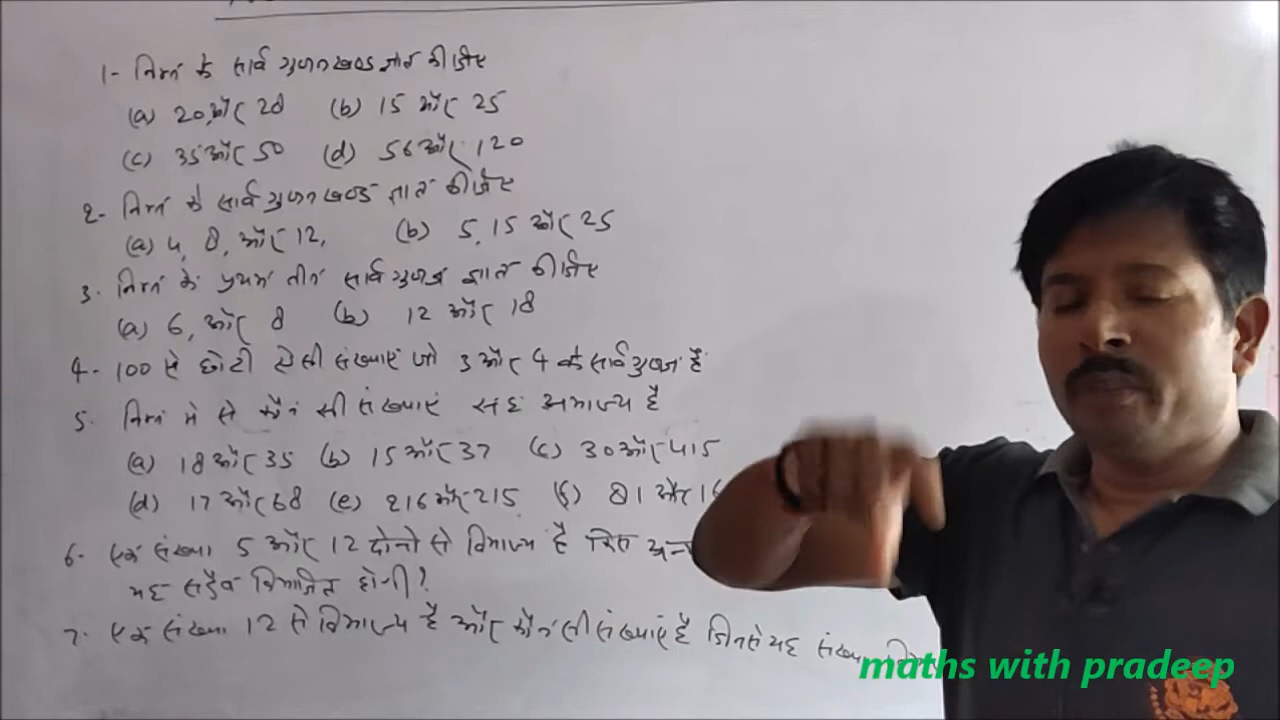 1- निम्न के सार्व गुणनखण्ड ज्ञात कीजिए
(a) 20, और 28 (b) 15 और 25
(c) 35 और 50 (d) 56 और 120
2- निम्न के सार्व गुणनखण्ड ज्ञात कीजिए
(a) 4, 8, और 12, (b) 5, 15 और 25
3. निम्न के प्रथम तीन सार्व गुणज ज्ञात कीजिए
(a) 6, और 8 (b) 12 और 18
4- 100 से छोटी ऐसी संख्याएं जो 3 और 4 के सार्व गुणज हैं
5. निम्न में से कौन सी संख्याएं सह अभाज्य है
(a) 18 और 35 (b) 15 और 37 (c) 30 और 415
(d) 17 और 68 (e) 216 और 215 (f) 81 और 16
6- एक संख्या 5 और 12 दोनो से विभाज्य है किस अन्य
यह सदैव विभाजित होगी?
7. एक संख्या 12 से विभाज्य है और कौन सी संख्याएं है जिनसे यह संख्या
maths with pradeep